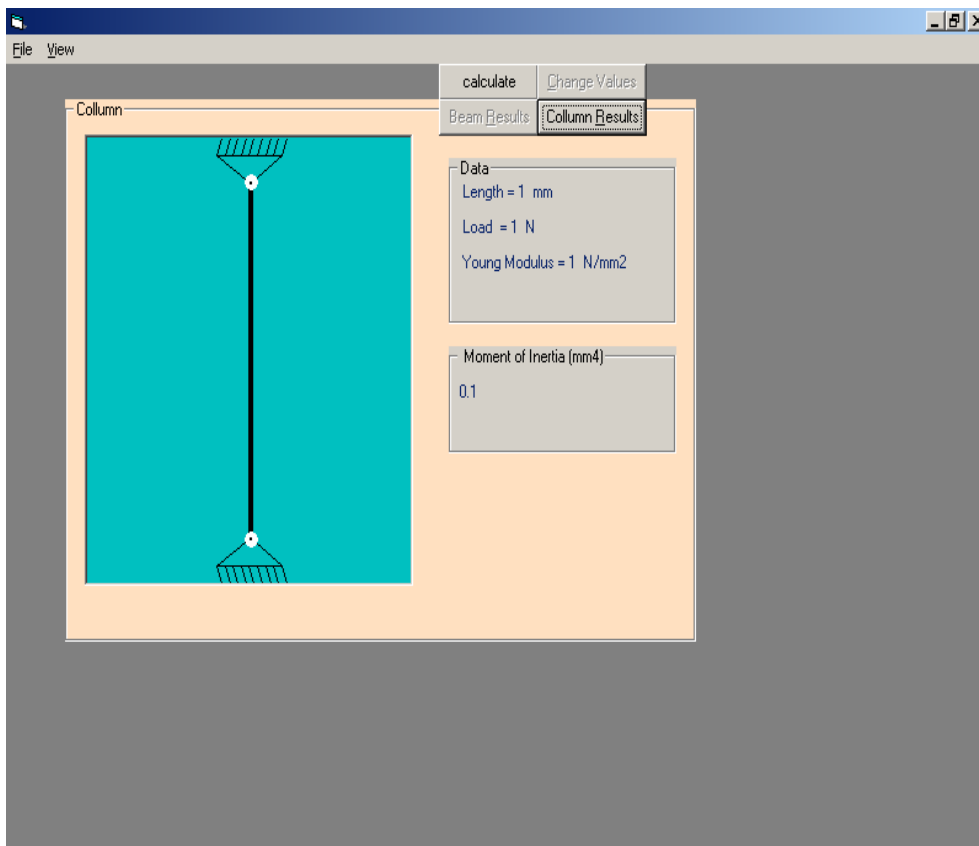 File View
calculate Change Values
Beam Results Column Results
Collumn
Data
Length = 1 mm
Load = 1 N
Young Modulus = 1 N/mm2
Moment of Inertia (mm4)
0.1